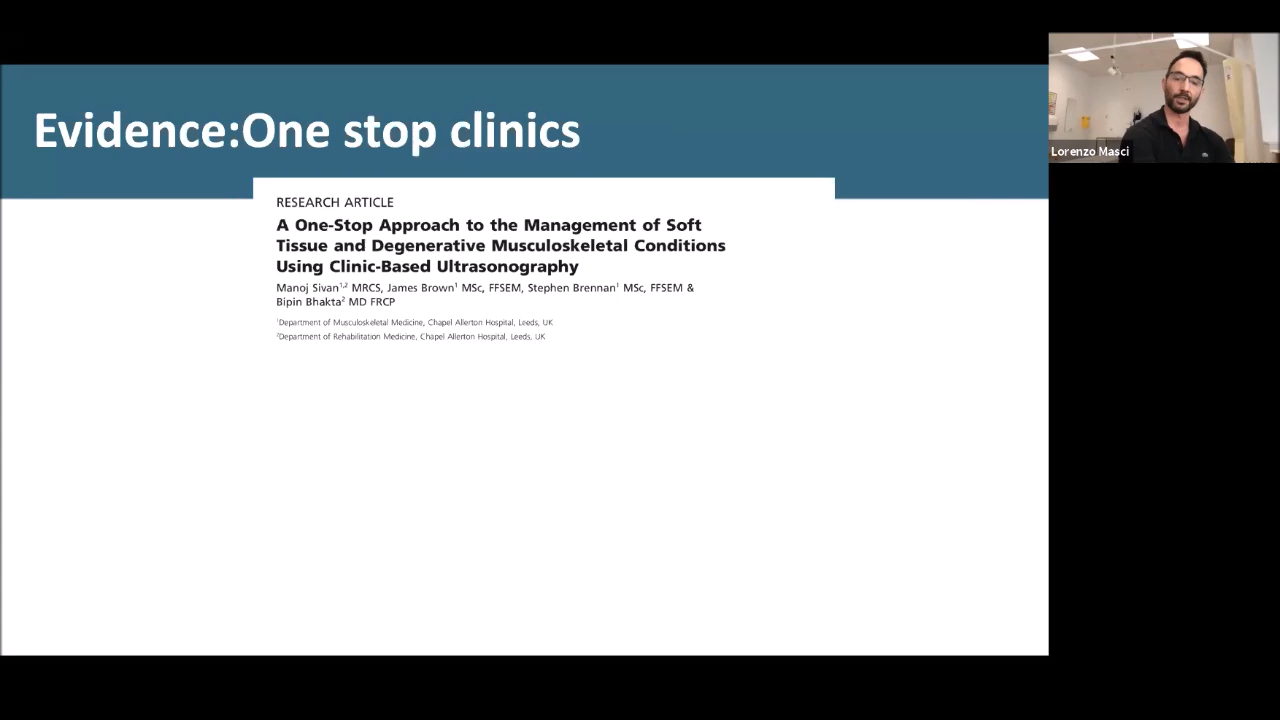 Evidence:One stop clinics
RESEARCH ARTICLE
A One-Stop Approach to the Management of Soft
Tissue and Degenerative Musculoskeletal Conditions
Using Clinic-Based Ultrasonography
Manoj Sivan1,2 MRCS, James Brown1 MSc, FFSEM, Stephen Brennan1 MSc, FFSEM &
Bipin Bhakta2 MD FRCP
1Department of Musculoskeletal Medicine, Chapel Allerton Hospital, Leeds, UK
2Department of Rehabilitation Medicine, Chapel Allerton Hospital, Leeds, UK
Lorenzo Masci